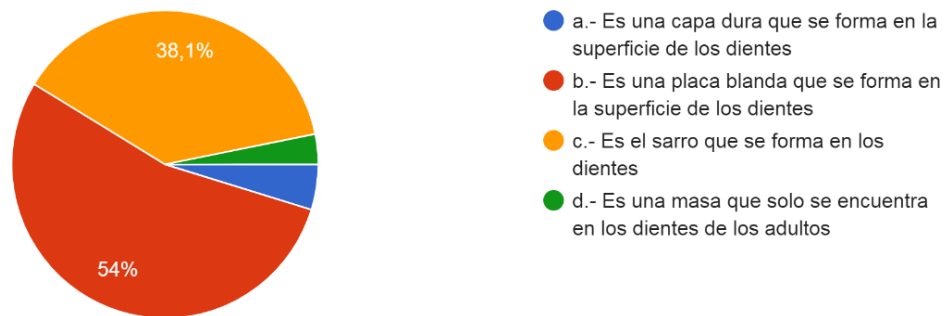 38,1%
54%
a.- Es una capa dura que se forma en la
superficie de los dientes
b.- Es una placa blanda que se forma en
la superficie de los dientes
c.- Es el sarro que se forma en los
dientes
d.- Es una masa que solo se encuentra
en los dientes de los adultos